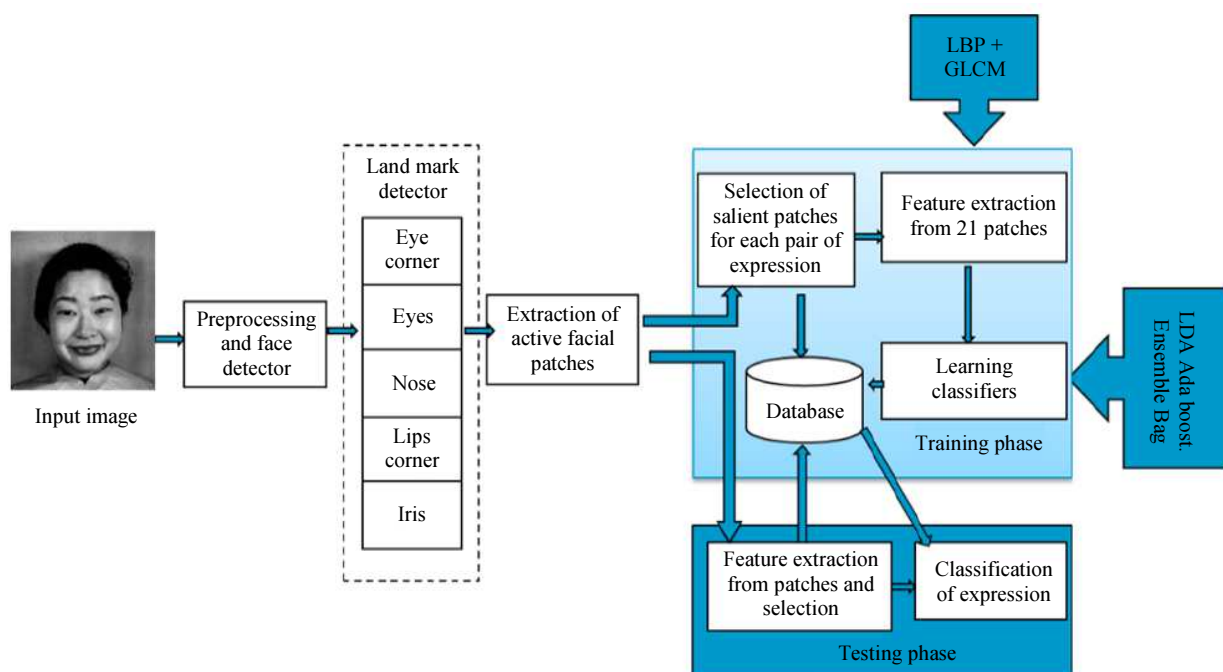 LBP +
GLCM
Land mark
detector
Eye
corner
Eyes
Nose
Lips
corner
Iris
Input image
Preprocessing
and face
detector
Extraction of
active facial
patches
Selection of
salient patches
for each pair of
expression
Feature extraction
from 21 patches
Learning
classifiers
Database
Training phase
LDA Ada boost.
Ensemble Bag
Feature extraction
from patches and
selection
Classification
of expression
Testing phase